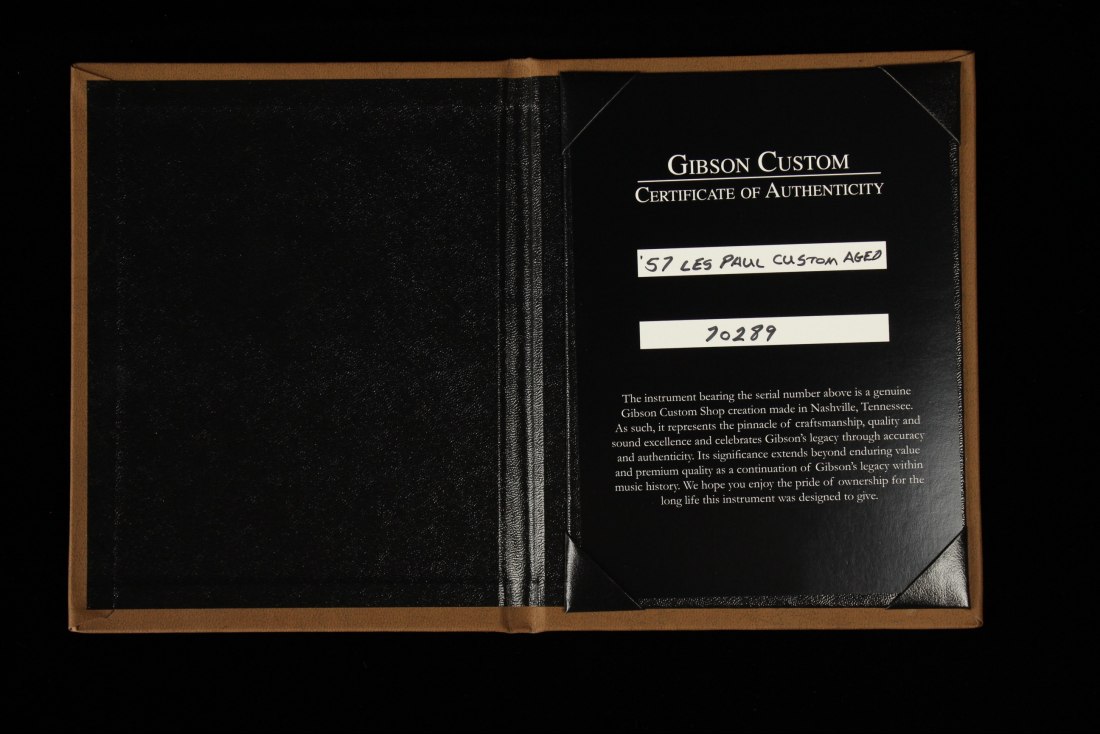 GIBSON CUSTOM
CERTIFICATE OF AUTHENTICITY
'57 LES PAUL CUSTOM AGED
70289
The instrument bearing the serial number above is a genuine
Gibson Custom Shop creation made in Nashville, Tennessee.
As such, it represents the pinnacle of craftsmanship, quality and
sound excellence and celebrates Gibson's legacy through accuracy
and authenticity. Its significance extends beyond enduring value
and premium quality as a continuation of Gibson's legacy within
music history. We hope you enjoy the pride of ownership for the
long life this instrument was designed to give.